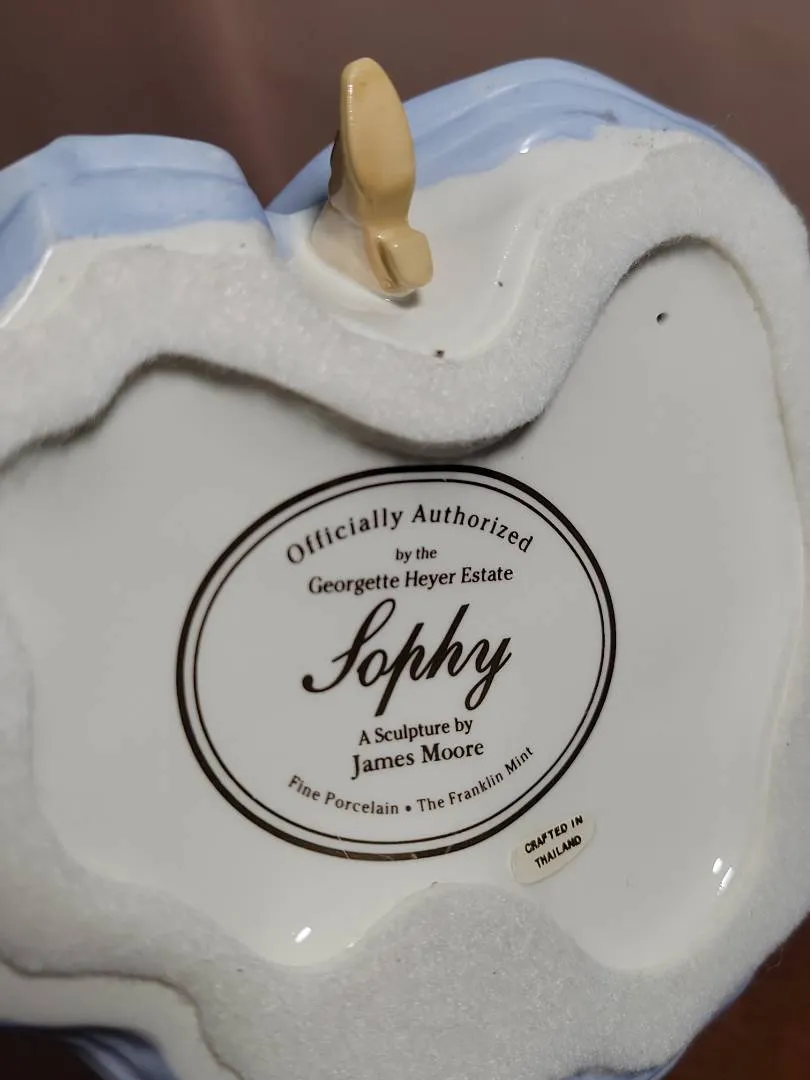 Officially Authorized
by the
Georgette Heyer Estate
Sophy
A Sculpture by
James Moore
Fine Porcelain • The Franklin Mint
CRAFTED IN
THAILAND